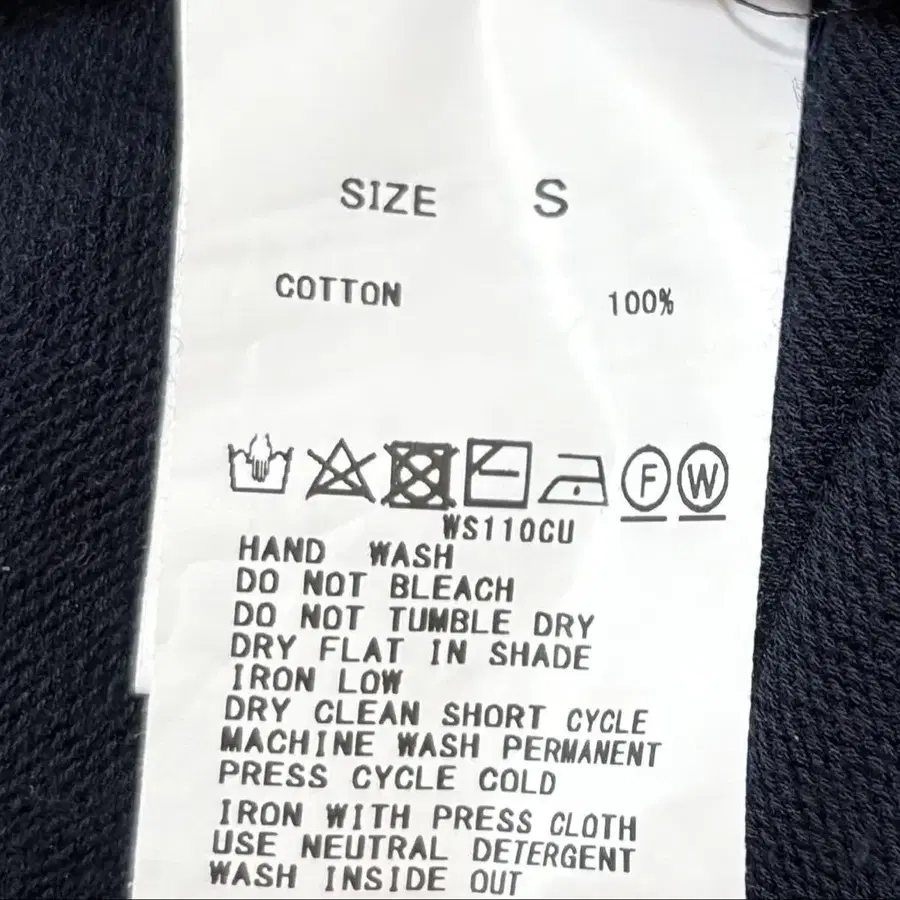 SIZE S
COTTON 100%
F W
WS110CU
HAND WASH
DO NOT BLEACH
DO NOT TUMBLE DRY
DRY FLAT IN SHADE
IRON LOW
DRY CLEAN SHORT CYCLE
MACHINE WASH PERMANENT
PRESS CYCLE COLD
IRON WITH PRESS CLOTH
USE NEUTRAL DETERGENT
WASH INSIDE OUT